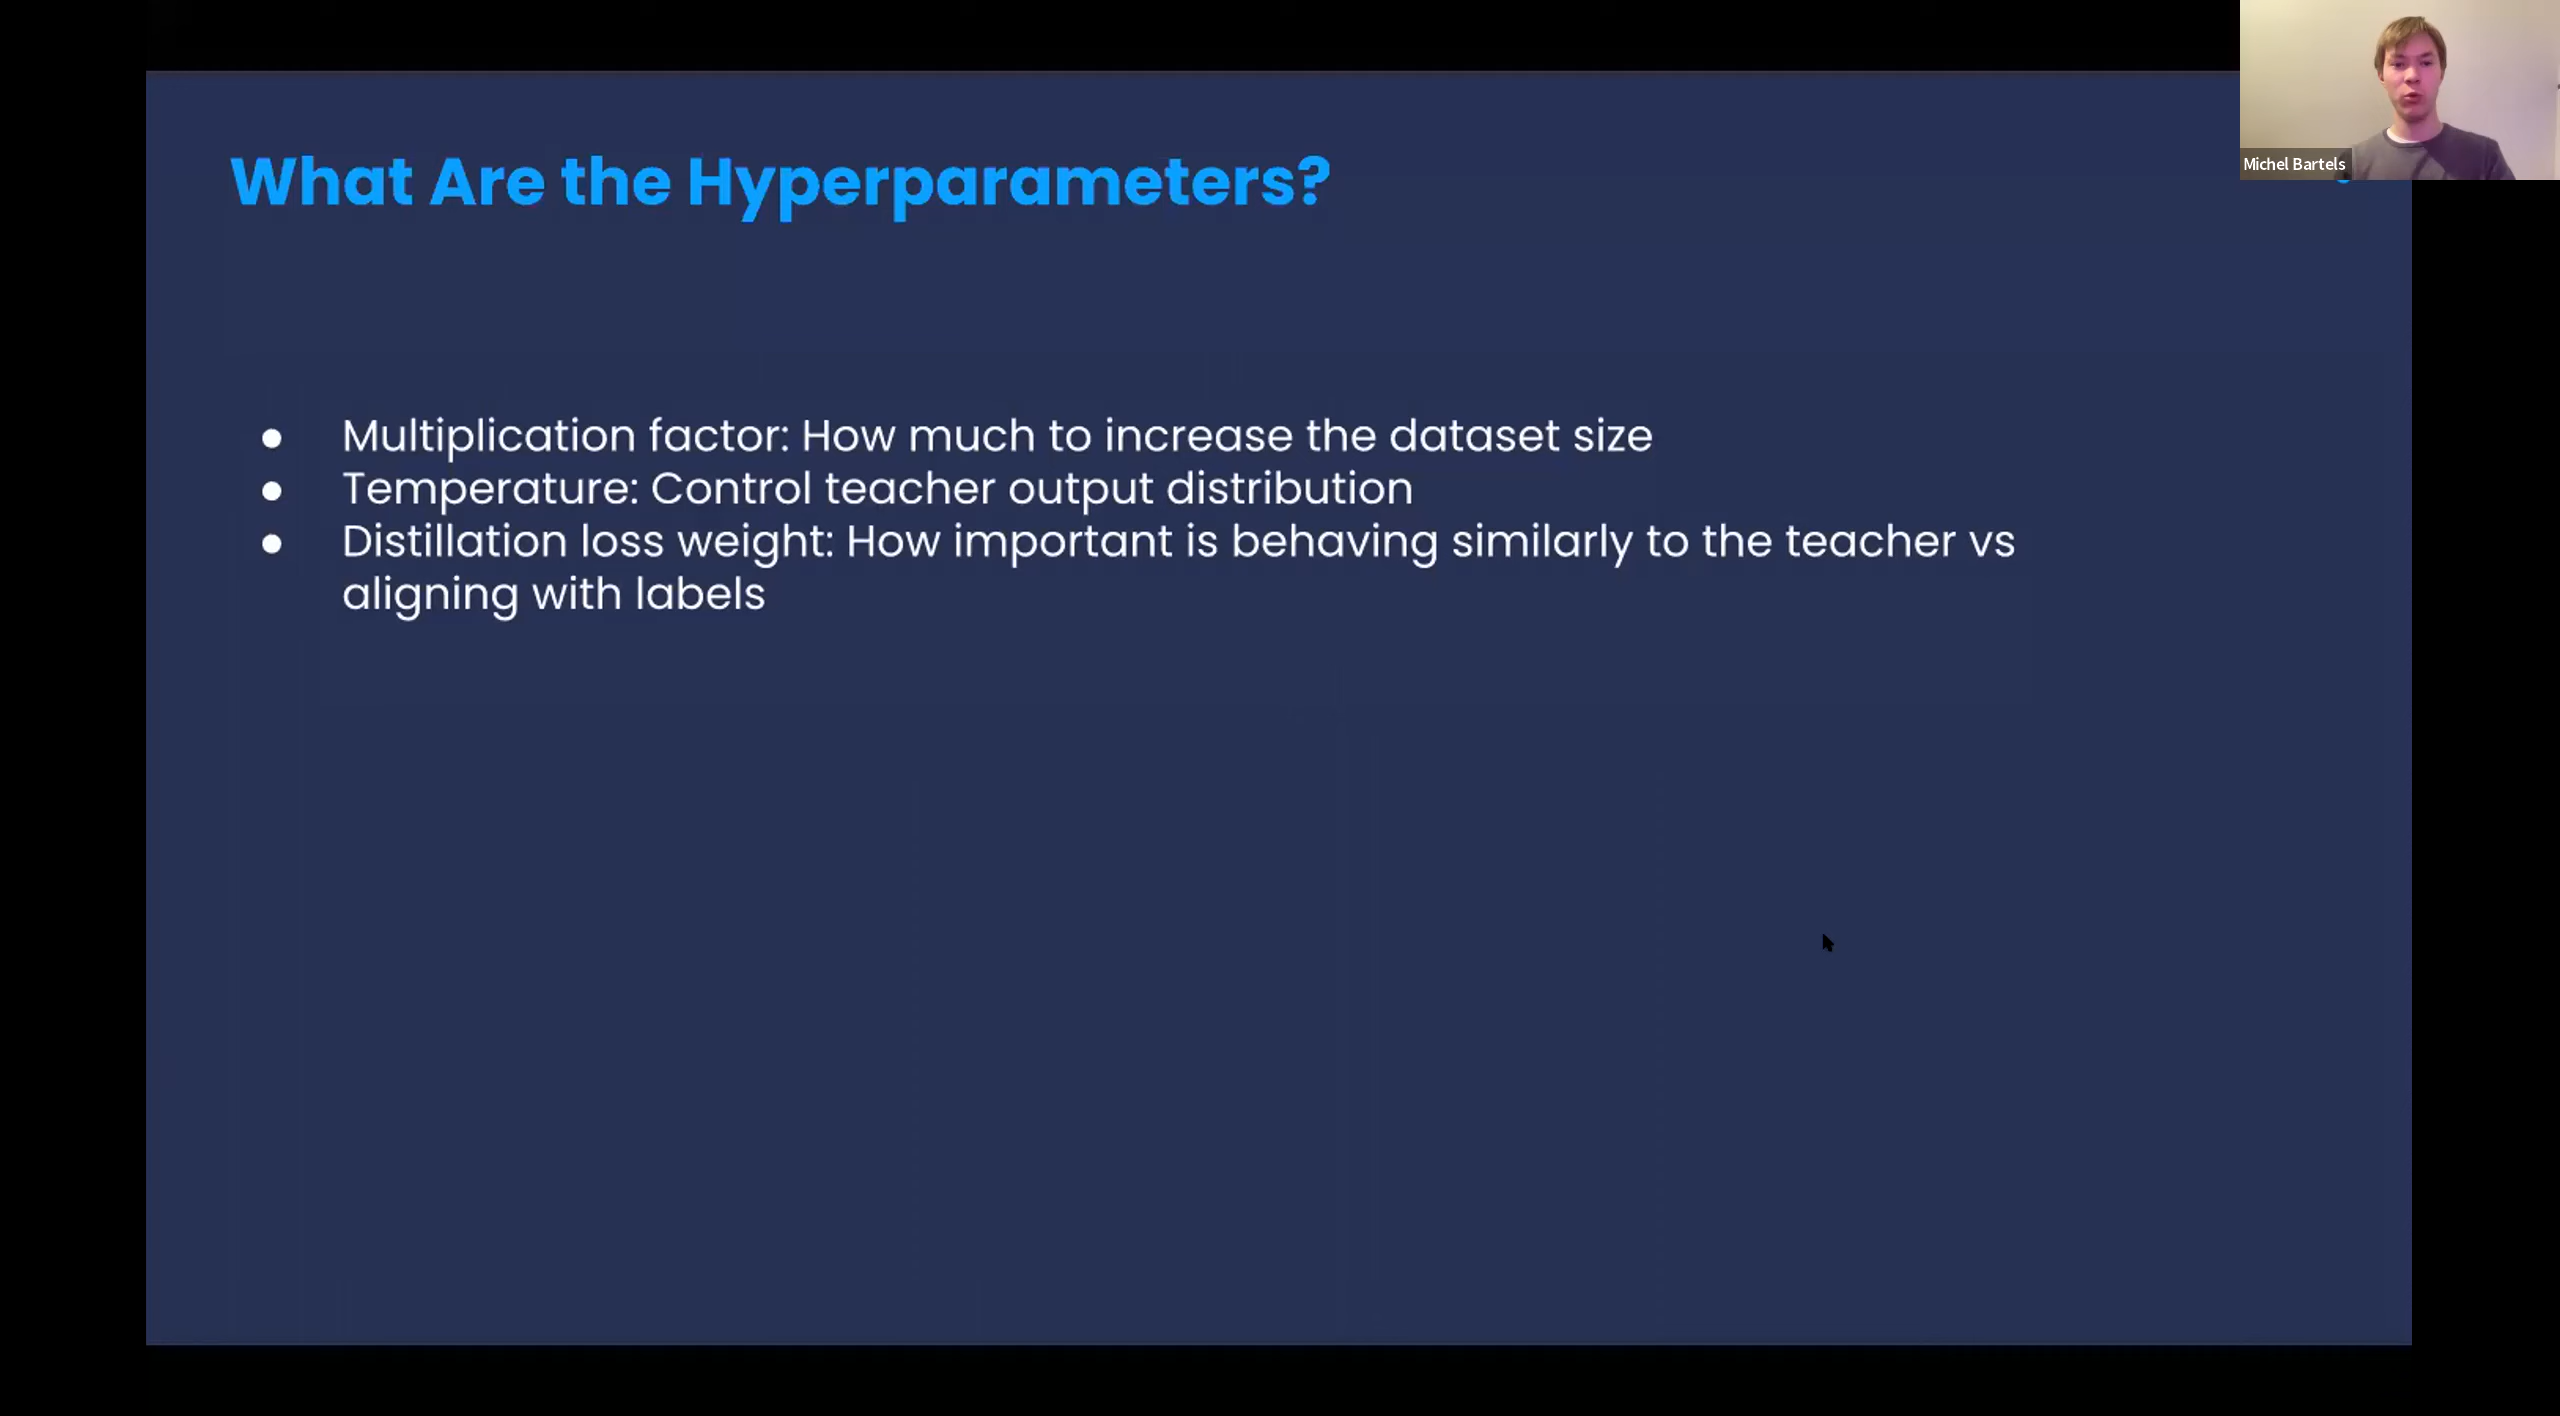 What Are the Hyperparameters?
Michel Bartels
● Multiplication factor: How much to increase the dataset size
● Temperature: Control teacher output distribution
● Distillation loss weight: How important is behaving similarly to the teacher vs
aligning with labels